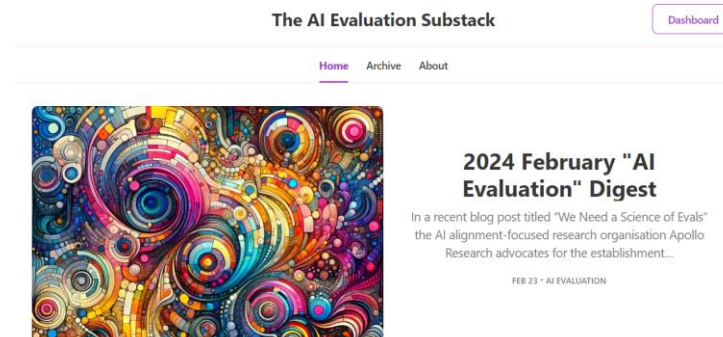 The AI Evaluation Substack
Dashboard
Home Archive About
2024 February "AI
Evaluation" Digest
In a recent blog post titled “We Need a Science of Evals”
the AI alignment-focused research organisation Apollo
Research advocates for the establishment...
FEB 23 • AI EVALUATION